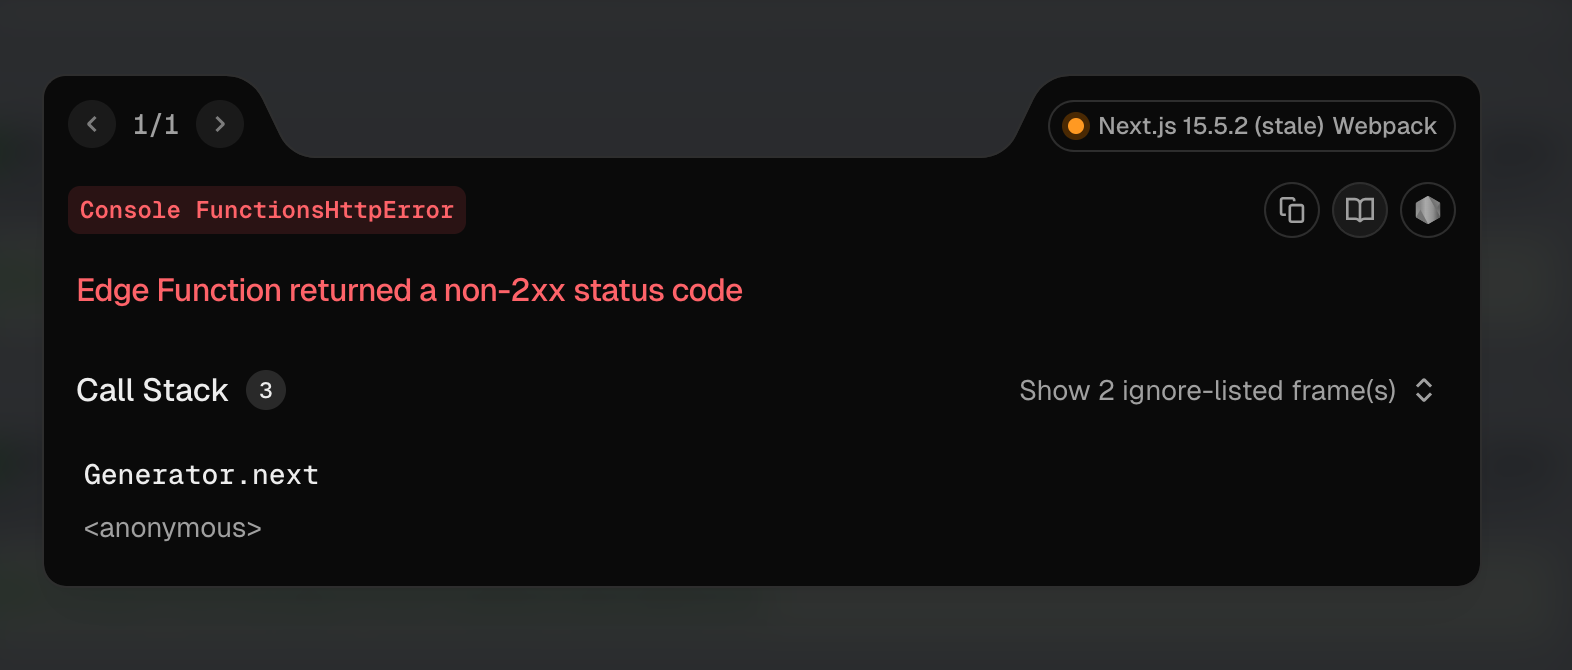 1/1
Next.js 15.5.2 (stale) Webpack
Console FunctionsHttpError
Edge Function returned a non-2xx status code
Call Stack 3
Show 2 ignore-listed frame(s)
Generator.next
<anonymous>